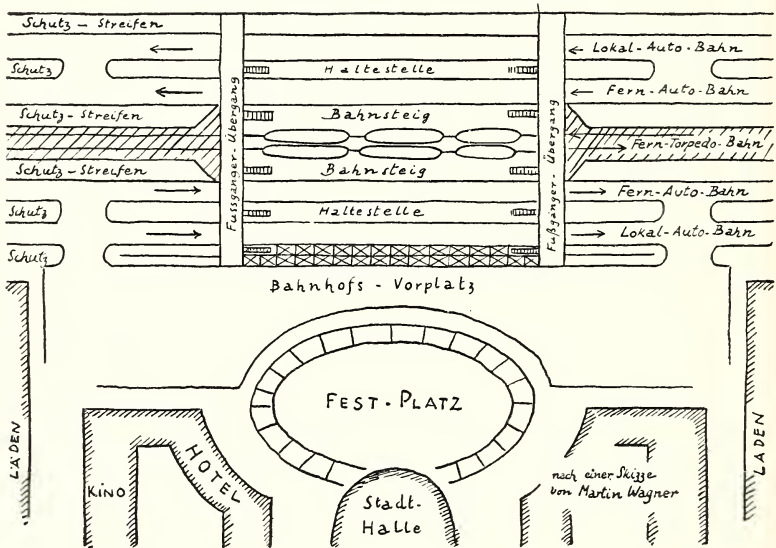 Schutz - Streifen
← Lokal-Auto-Bahn
Schutz
Haltestelle
← Fern-Auto-Bahn
Schutz-Streifen
Bahnsteig
Fern-Torpedo-Bahn
Schutz-Streifen
Bahnsteig
→ Fern-Auto-Bahn
Schutz
Haltestelle
→ Lokal-Auto-Bahn
Schutz
Fussgänger-Übergang
Fußgänger-Übergang
Bahnhofs - Vorplatz
FEST-PLATZ
LÄDEN
KINO
HOTEL
Stadt-
Halle
nach einer Skizze
von Martin Wagner
LADEN